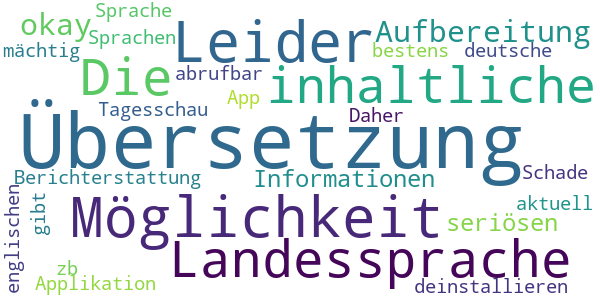 Sprache
okay
Leider
Aufbereitung
Sprachen
mächtig
bestens
deutsche
Die
abrufbar
inhaltliche
App
Tagesschau
Daher
Übersetzung
Schade
Berichterstattung
Informationen
englischen
gibt
Möglichkeit
aktuell
seriösen
Landessprache
zb
Applikation
deinstallieren